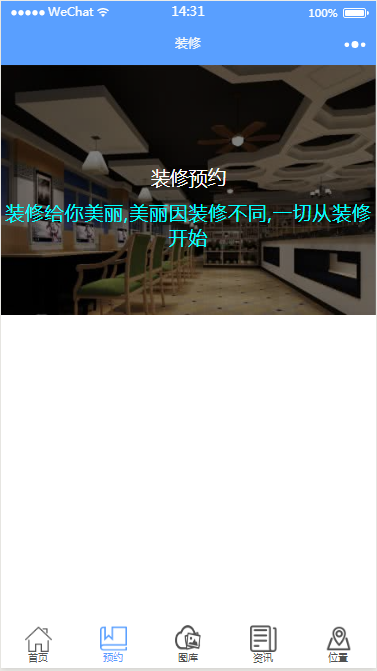 WeChat 14:31 100%
装修
装修预约
装修给你美丽,美丽因装修不同,一切从装修
开始
首页 预约 图库 资讯 位置